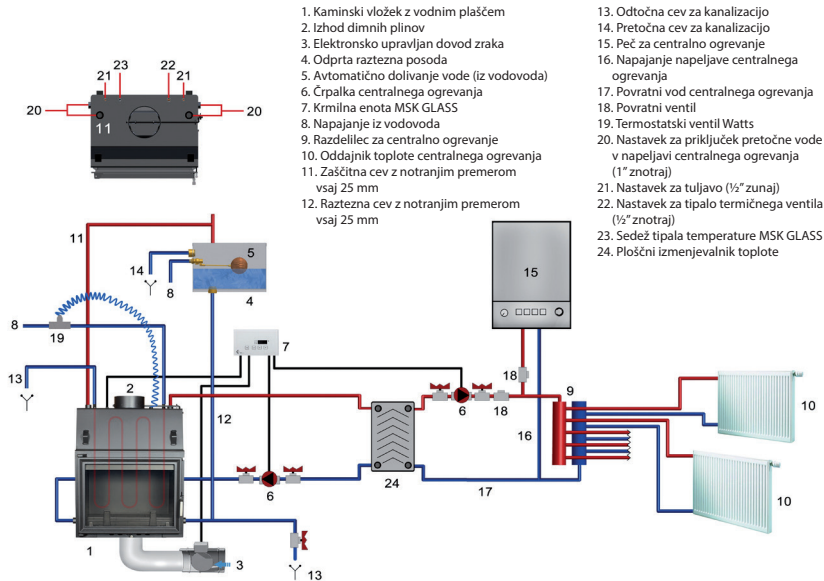 1. Kaminski vložek z vodnim plaščem
2. Izhod dimnih plinov
3. Elektronsko upravljan dovod zraka
4. Odprta raztezna posoda
5. Avtomatično dolivanje vode (iz vodovoda)
6. Črpalka centralnega ogrevanja
7. Krmilna enota MSK GLASS
8. Napajanje iz vodovoda
9. Razdelilec za centralno ogrevanje
10. Oddajnik toplote centralnega ogrevanja
11. Zaščitna cev z notranjim premerom
vsaj 25 mm
12. Raztezna cev z notranjim premerom
vsaj 25 mm
13. Odtočna cev za kanalizacijo
14. Pretočna cev za kanalizacijo
15. Peč za centralno ogrevanje
16. Napajanje napeljave centralnega
ogrevanja
17. Povratni vod centralnega ogrevanja
18. Povratni ventil
19. Termostatski ventil Watts
20. Nastavek za priključek pretočne vode
v napeljavi centralnega ogrevanja
(1" znotraj)
21. Nastavek za tuljavo (½" zunaj)
22. Nastavek za tipalo termičnega ventila
(½" znotraj)
23. Sedež tipala temperature MSK GLASS
24. Ploščni izmenjevalnik toplote
23 22
21 21
20 20
11
11
5
14 8 4
15
8
19
7
13
2
18
9
6 18
12
16
10
24
6
17
10
1
3 13